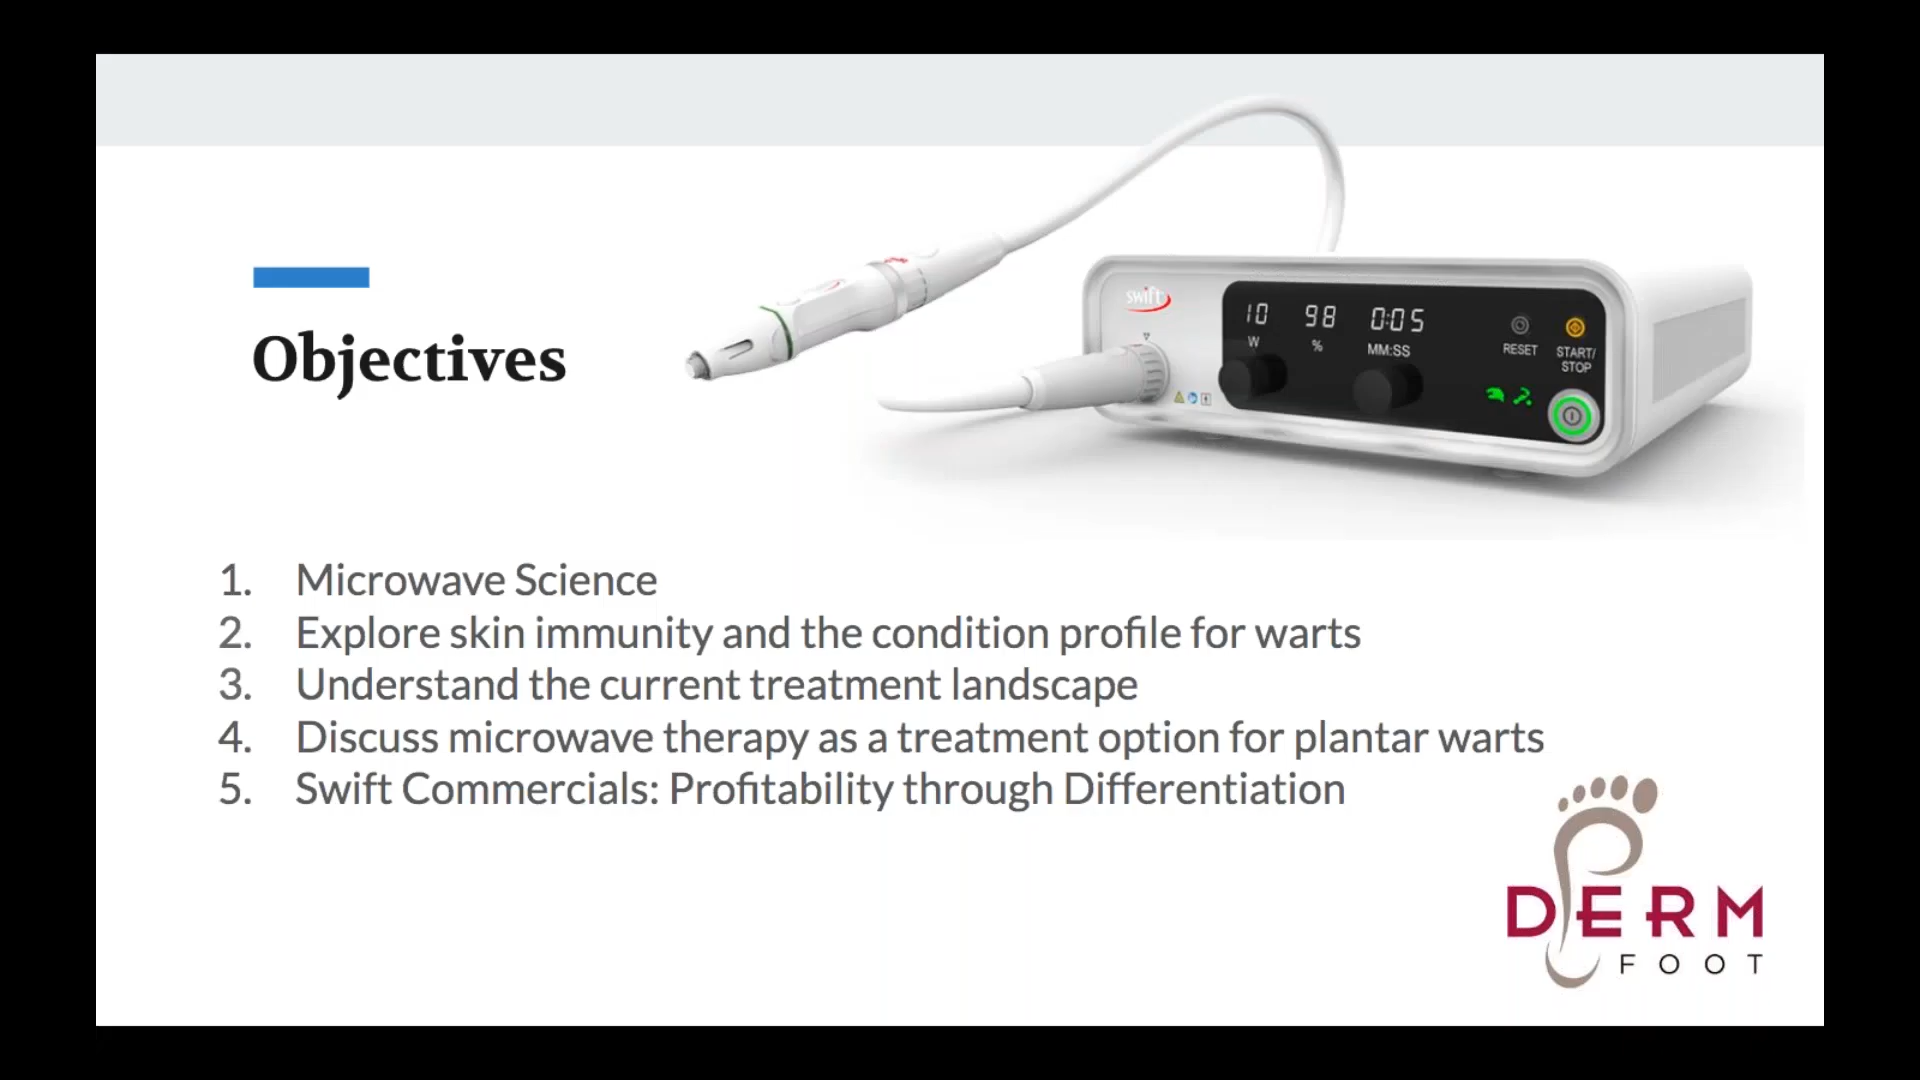 swift
10 98 0:05
W % MM:SS
RESET START/
STOP
Objectives
1. Microwave Science
2. Explore skin immunity and the condition profile for warts
3. Understand the current treatment landscape
4. Discuss microwave therapy as a treatment option for plantar warts
5. Swift Commercials: Profitability through Differentiation
DERM
FOOT